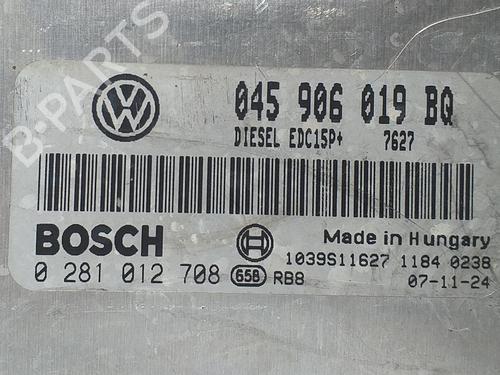 045 906 019 BQ
DIESEL EDC15P+ 7627
BOSCH
Made in Hungary
0 281 012 708 658 RB8
1039S11627 1184 0238
07-11-24
B-PARTS